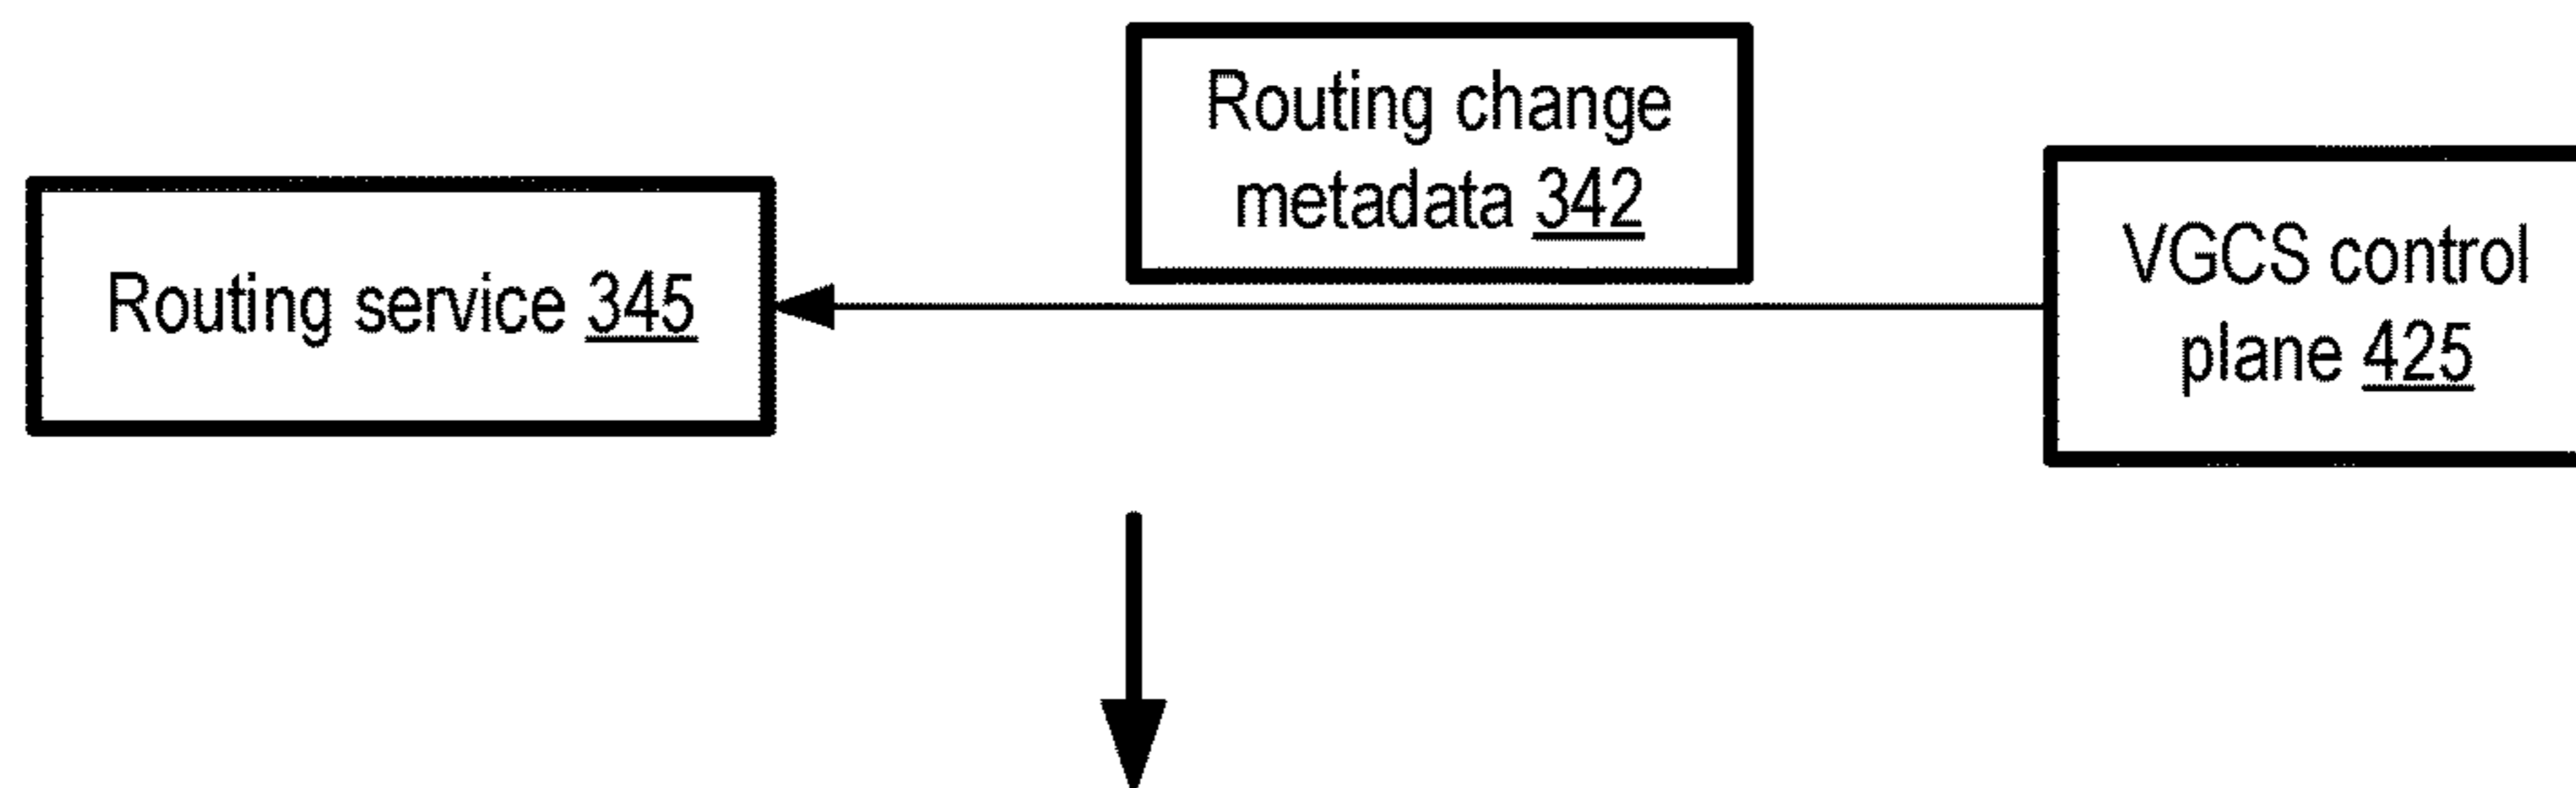 Routing change
metadata 342
Routing service 345
VGCS control
plane 425